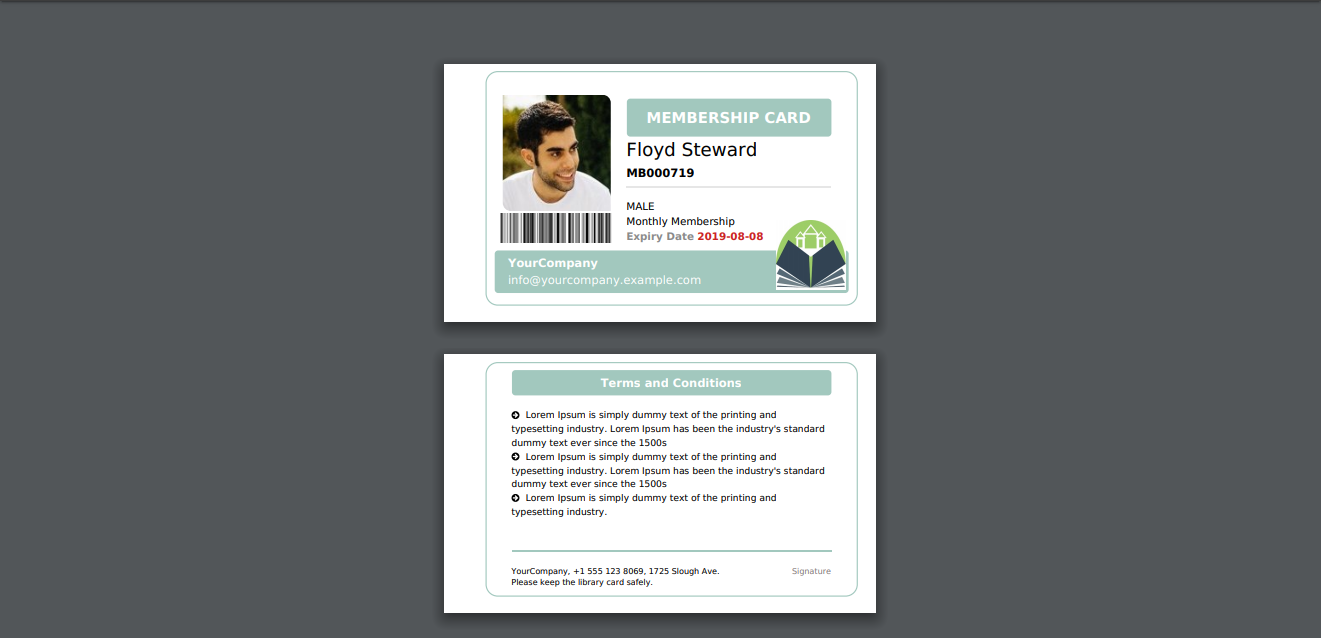 MEMBERSHIP CARD
Floyd Steward
MB000719
MALE
Monthly Membership
Expiry Date 2019-08-08
YourCompany
info@yourcompany.example.com
Terms and Conditions
Lorem Ipsum is simply dummy text of the printing and
typesetting industry. Lorem Ipsum has been the industry's standard
dummy text ever since the 1500s
Lorem Ipsum is simply dummy text of the printing and
typesetting industry. Lorem Ipsum has been the industry's standard
dummy text ever since the 1500s
Lorem Ipsum is simply dummy text of the printing and
typesetting industry.
YourCompany, +1 555 123 8069, 1725 Slough Ave.
Please keep the library card safely.
Signature